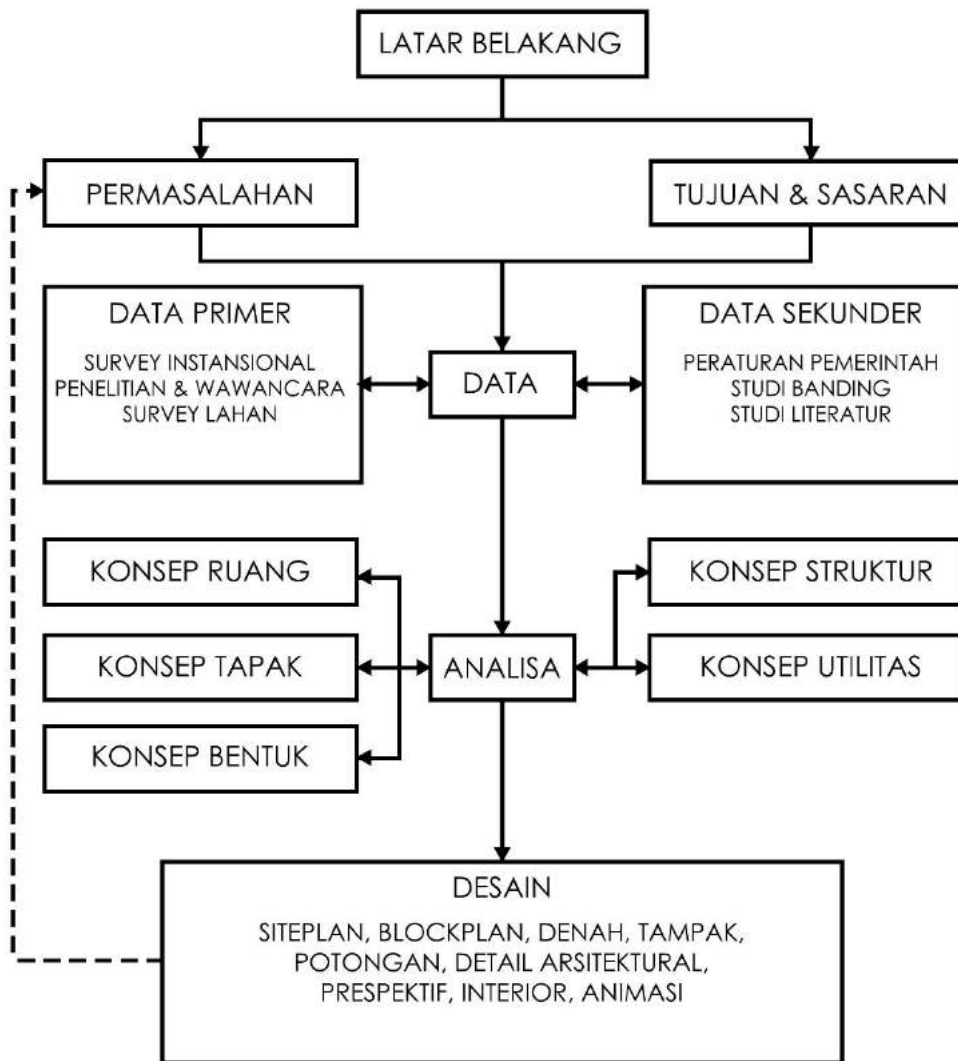 LATAR BELAKANG
PERMASALAHAN
TUJUAN & SASARAN
DATA PRIMER
SURVEY INSTANSIONAL
PENELITIAN & WAWANCARA
SURVEY LAHAN
DATA
DATA SEKUNDER
PERATURAN PEMERINTAH
STUDI BANDING
STUDI LITERATUR
KONSEP RUANG
KONSEP TAPAK
KONSEP BENTUK
ANALISA
KONSEP STRUKTUR
KONSEP UTILITAS
DESAIN
SITEPLAN, BLOCKPLAN, DENAH, TAMPAK,
POTONGAN, DETAIL ARSITEKTURAL,
PRESPEKTIF, INTERIOR, ANIMASI